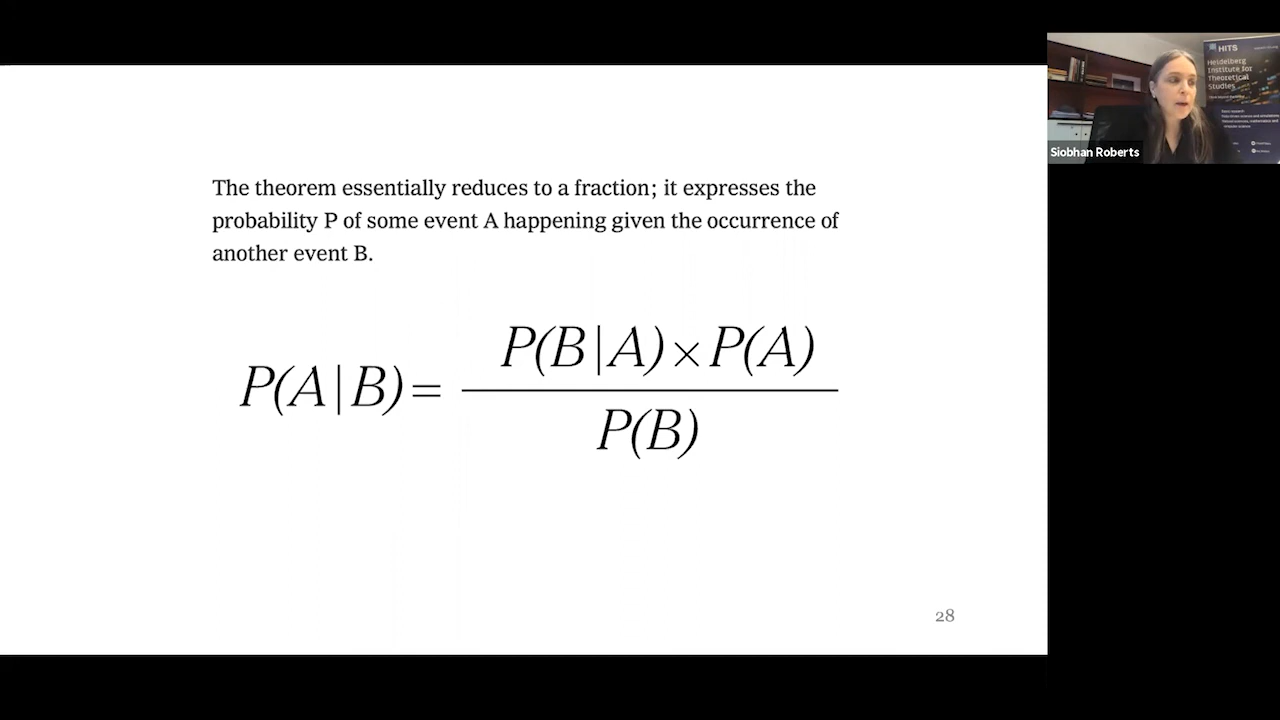 The theorem essentially reduces to a fraction; it expresses the
probability P of some event A happening given the occurrence of
another event B.
P(A|B)=
P(B|A)×P(A)
P(B)
28
HITS
Heidelberg
Institute for
Theoretical
Studies
Siobhan Roberts